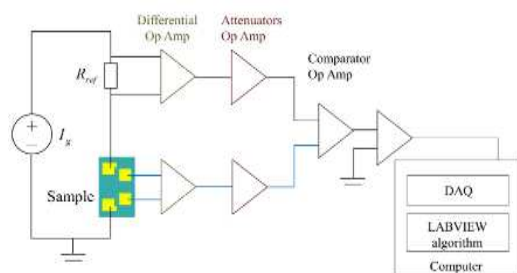 Differential
Op Amp
Attenuators
Op Amp
Comparator
Op Amp
R_ref
I_g
+
−
Sample
DAQ
LABVIEW
algorithm
Computer